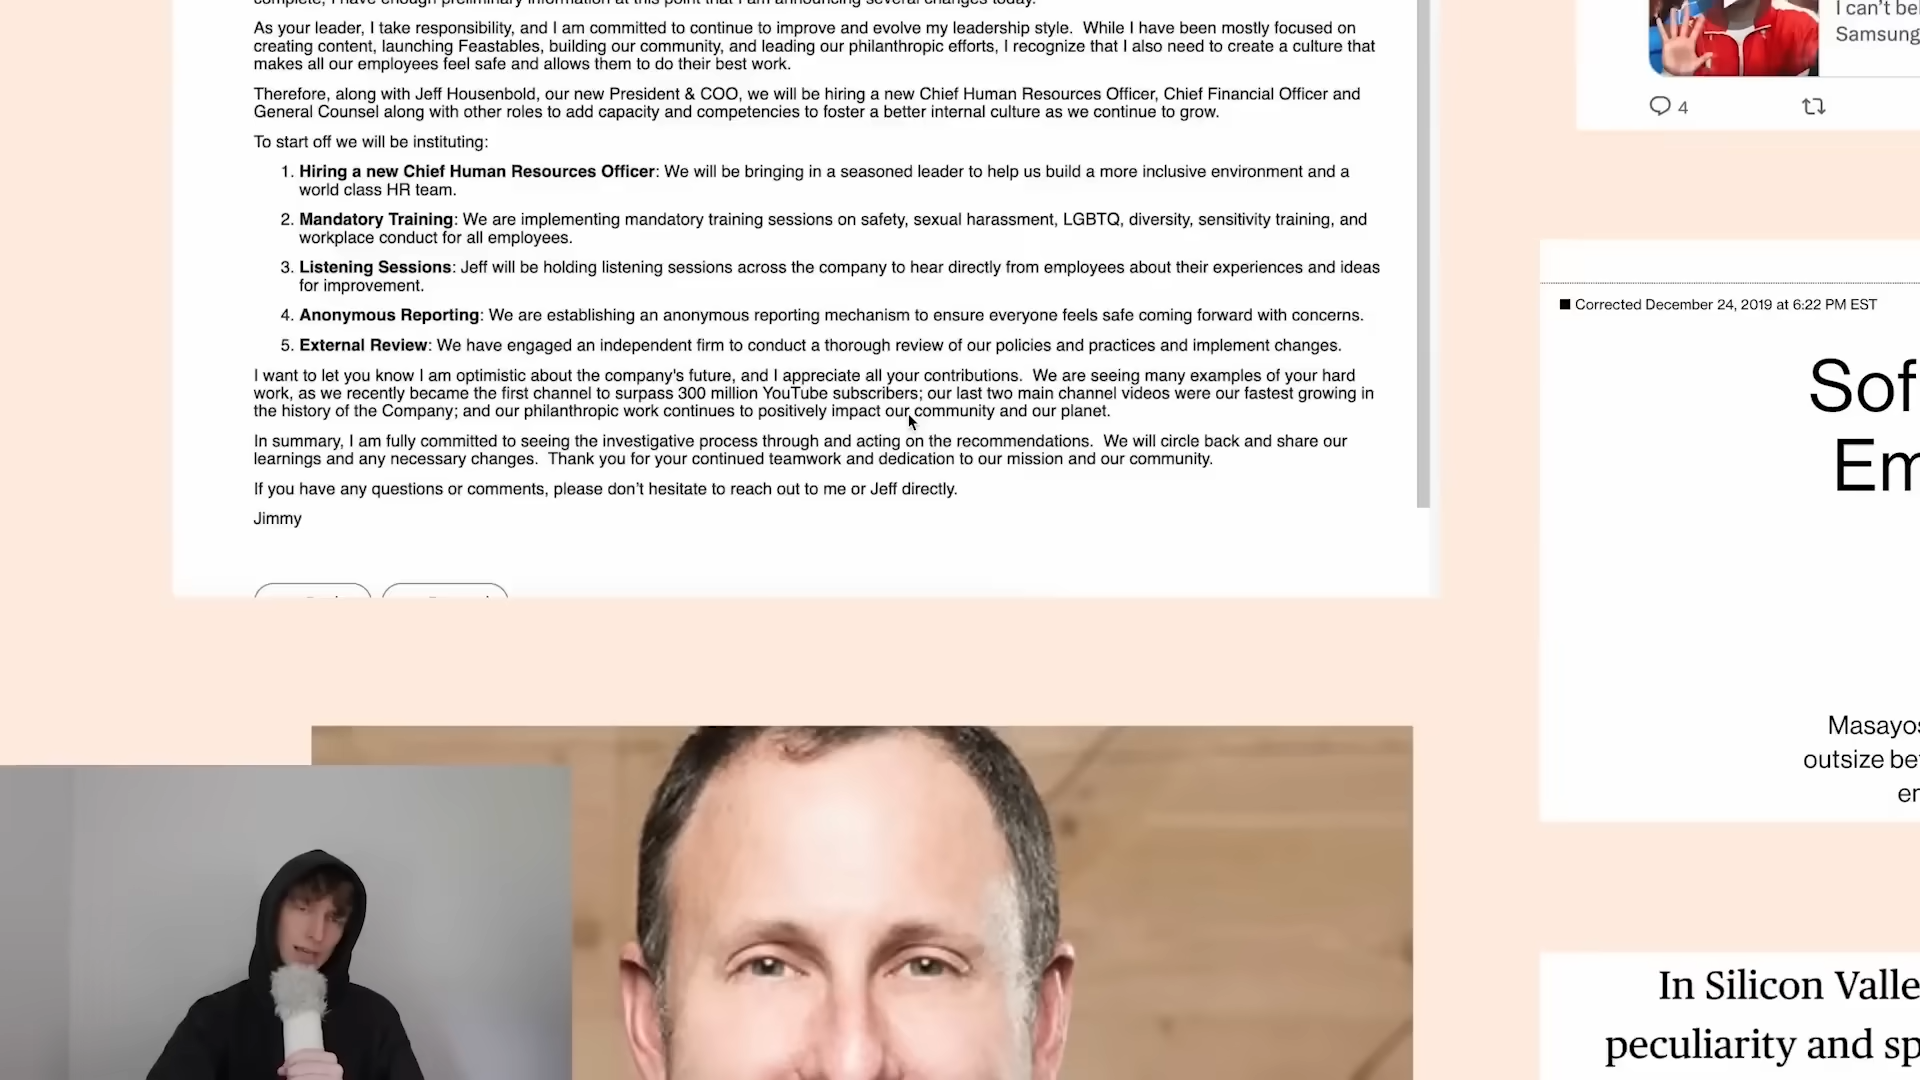 complete, I have enough preliminary information at this point that I am announcing several changes today.
As your leader, I take responsibility, and I am committed to continue to improve and evolve my leadership style.  While I have been mostly focused on
creating content, launching Feastables, building our community, and leading our philanthropic efforts, I recognize that I also need to create a culture that
makes all our employees feel safe and allows them to do their best work.
Therefore, along with Jeff Housenbold, our new President & COO, we will be hiring a new Chief Human Resources Officer, Chief Financial Officer and
General Counsel along with other roles to add capacity and competencies to foster a better internal culture as we continue to grow.
To start off we will be instituting:
1. Hiring a new Chief Human Resources Officer: We will be bringing in a seasoned leader to help us build a more inclusive environment and a
world class HR team.
2. Mandatory Training: We are implementing mandatory training sessions on safety, sexual harassment, LGBTQ, diversity, sensitivity training, and
workplace conduct for all employees.
3. Listening Sessions: Jeff will be holding listening sessions across the company to hear directly from employees about their experiences and ideas
for improvement.
4. Anonymous Reporting: We are establishing an anonymous reporting mechanism to ensure everyone feels safe coming forward with concerns.
5. External Review: We have engaged an independent firm to conduct a thorough review of our policies and practices and implement changes.
I want to let you know I am optimistic about the company's future, and I appreciate all your contributions.  We are seeing many examples of your hard
work, as we recently became the first channel to surpass 300 million YouTube subscribers; our last two main channel videos were our fastest growing in
the history of the Company; and our philanthropic work continues to positively impact our community and our planet.
In summary, I am fully committed to seeing the investigative process through and acting on the recommendations.  We will circle back and share our
learnings and any necessary changes.  Thank you for your continued teamwork and dedication to our mission and our community.
If you have any questions or comments, please don't hesitate to reach out to me or Jeff directly.
Jimmy
I can't be
Samsung
4
Corrected December 24, 2019 at 6:22 PM EST
Sof
Em
Masayos
outsize be
er
In Silicon Valle
peculiarity and sp